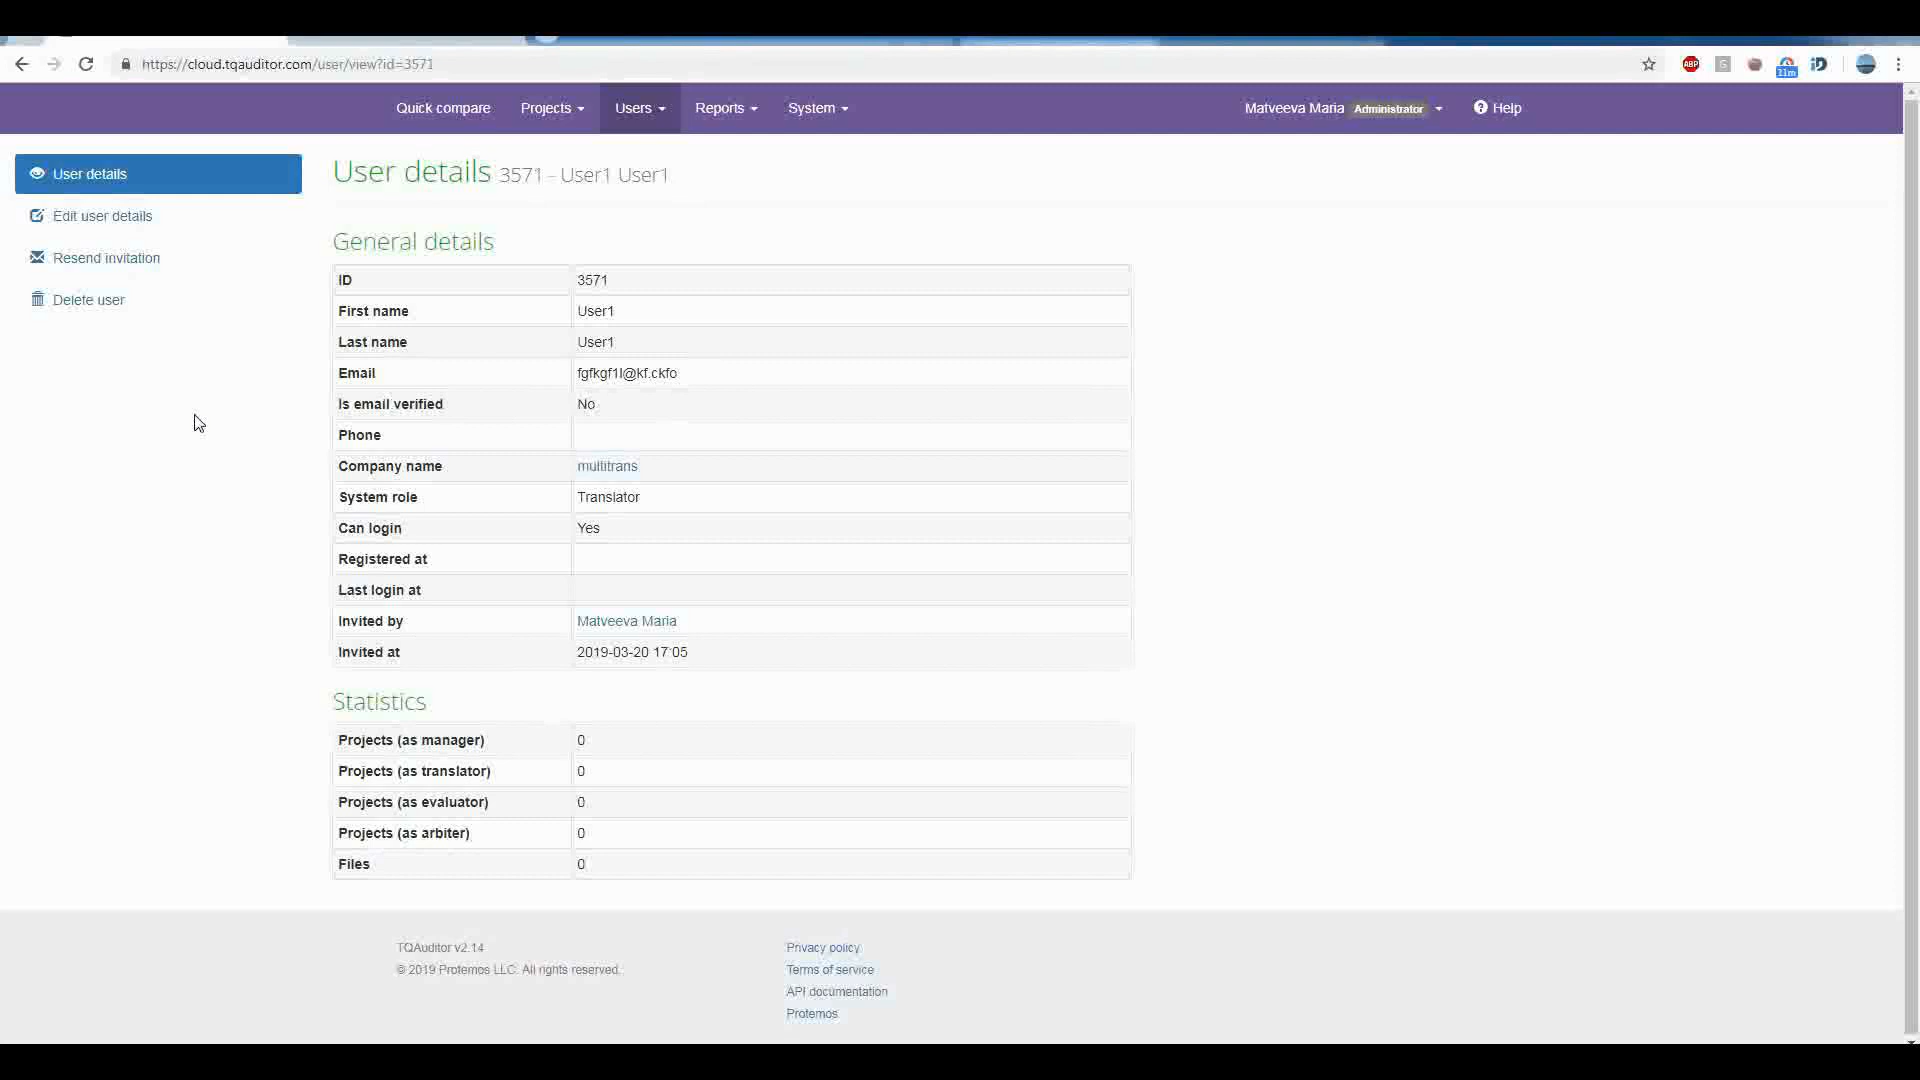 https://cloud.tqauditor.com/user/view?id=3571
ABP
S
11m
Quick compare
Projects
Users
Reports
System
Matveeva Maria Administrator
Help
User details
Edit user details
Resend invitation
Delete user
User details 3571 - User1 User1
General details
ID 3571
First name User1
Last name User1
Email fgfkgf1l@kf.ckfo
Is email verified No
Phone
Company name multitrans
System role Translator
Can login Yes
Registered at
Last login at
Invited by Matveeva Maria
Invited at 2019-03-20 17:05
Statistics
Projects (as manager) 0
Projects (as translator) 0
Projects (as evaluator) 0
Projects (as arbiter) 0
Files 0
TQAuditor v2.14
© 2019 Protemos LLC. All rights reserved.
Privacy policy
Terms of service
API documentation
Protemos